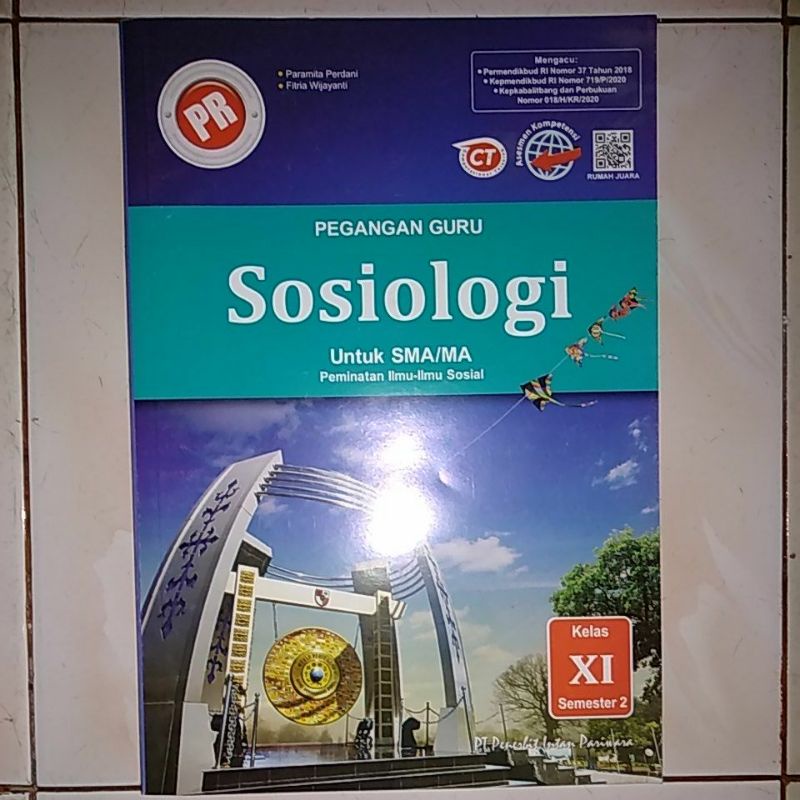 PR
• Paramita Perdani
• Fitria Wijayanti
Mengacu:
• Permendikbud RI Nomor 37 Tahun 2018
• Kepmendikbud RI Nomor 719/P/2020
• Kepkabalitbang dan Perbukuan
Nomor 018/H/KR/2020
CT
Asesmen Kompetensi
RUMAH JUARA
PEGANGAN GURU
Sosiologi
Untuk SMA/MA
Peminatan Ilmu-Ilmu Sosial
Kelas
XI
Semester 2
PT Penerbit Intan Pariwara